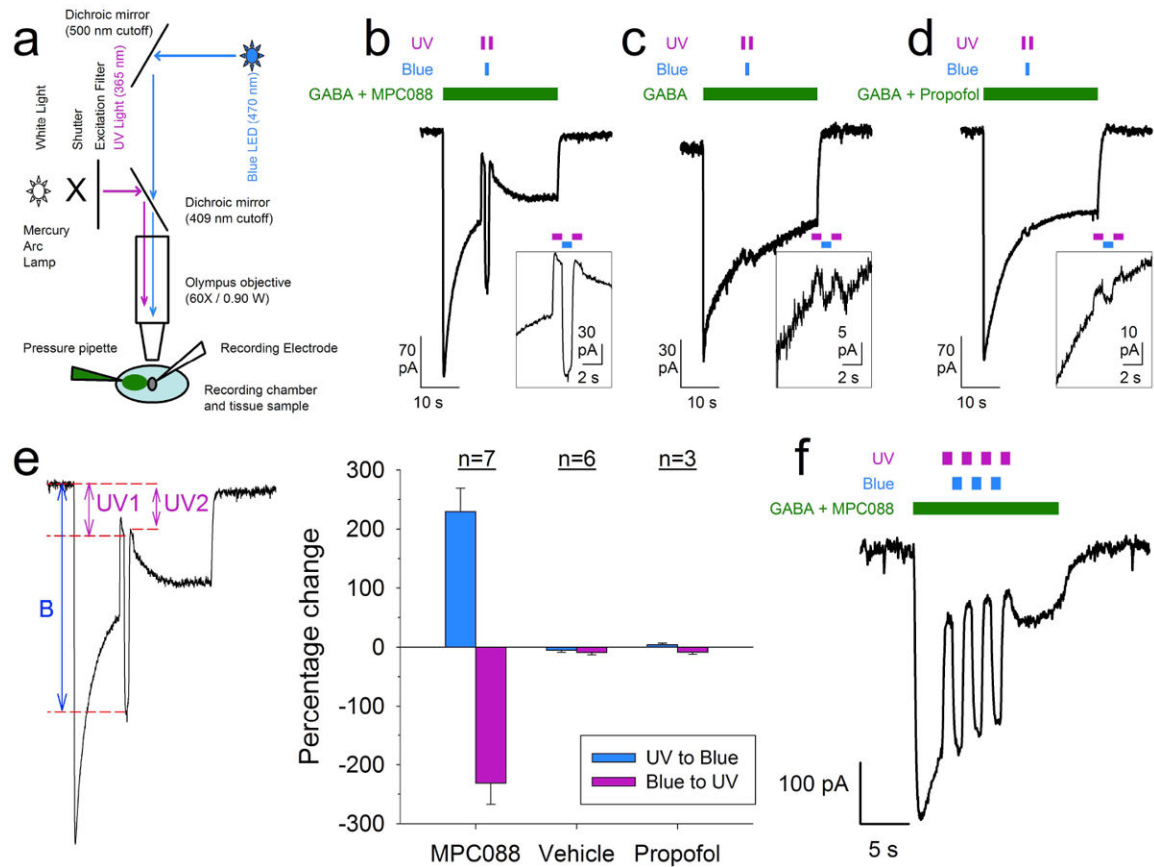 a
Dichroic mirror
(500 nm cutoff)
White Light
Shutter
Excitation Filter
UV Light (365 nm)
Blue LED (470 nm)
Mercury
Arc
Lamp
Dichroic mirror
(409 nm cutoff)
Olympus objective
(60X / 0.90 W)
Pressure pipette
Recording Electrode
Recording chamber
and tissue sample
b
UV
Blue
GABA + MPC088
70
pA
10 s
30
pA
2 s
c
UV
Blue
GABA
30
pA
10 s
5
pA
2 s
d
UV
Blue
GABA + Propofol
70
pA
10 s
10
pA
2 s
e
UV1
UV2
B
Percentage change
300
200
100
0
-100
-200
-300
n=7
n=6
n=3
UV to Blue
Blue to UV
MPC088
Vehicle
Propofol
f
UV
Blue
GABA + MPC088
100 pA
5 s